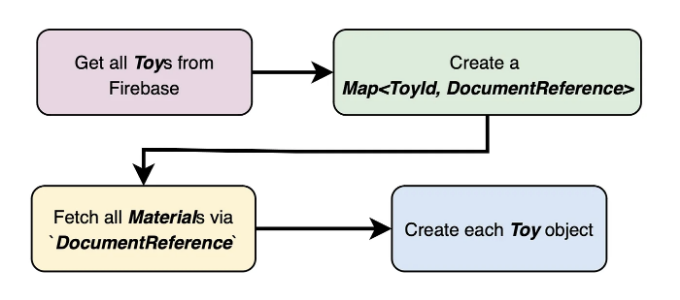 Get all Toys from
Firebase
Create a
Map<ToyId, DocumentReference>
Fetch all Materials via
`DocumentReference`
Create each Toy object